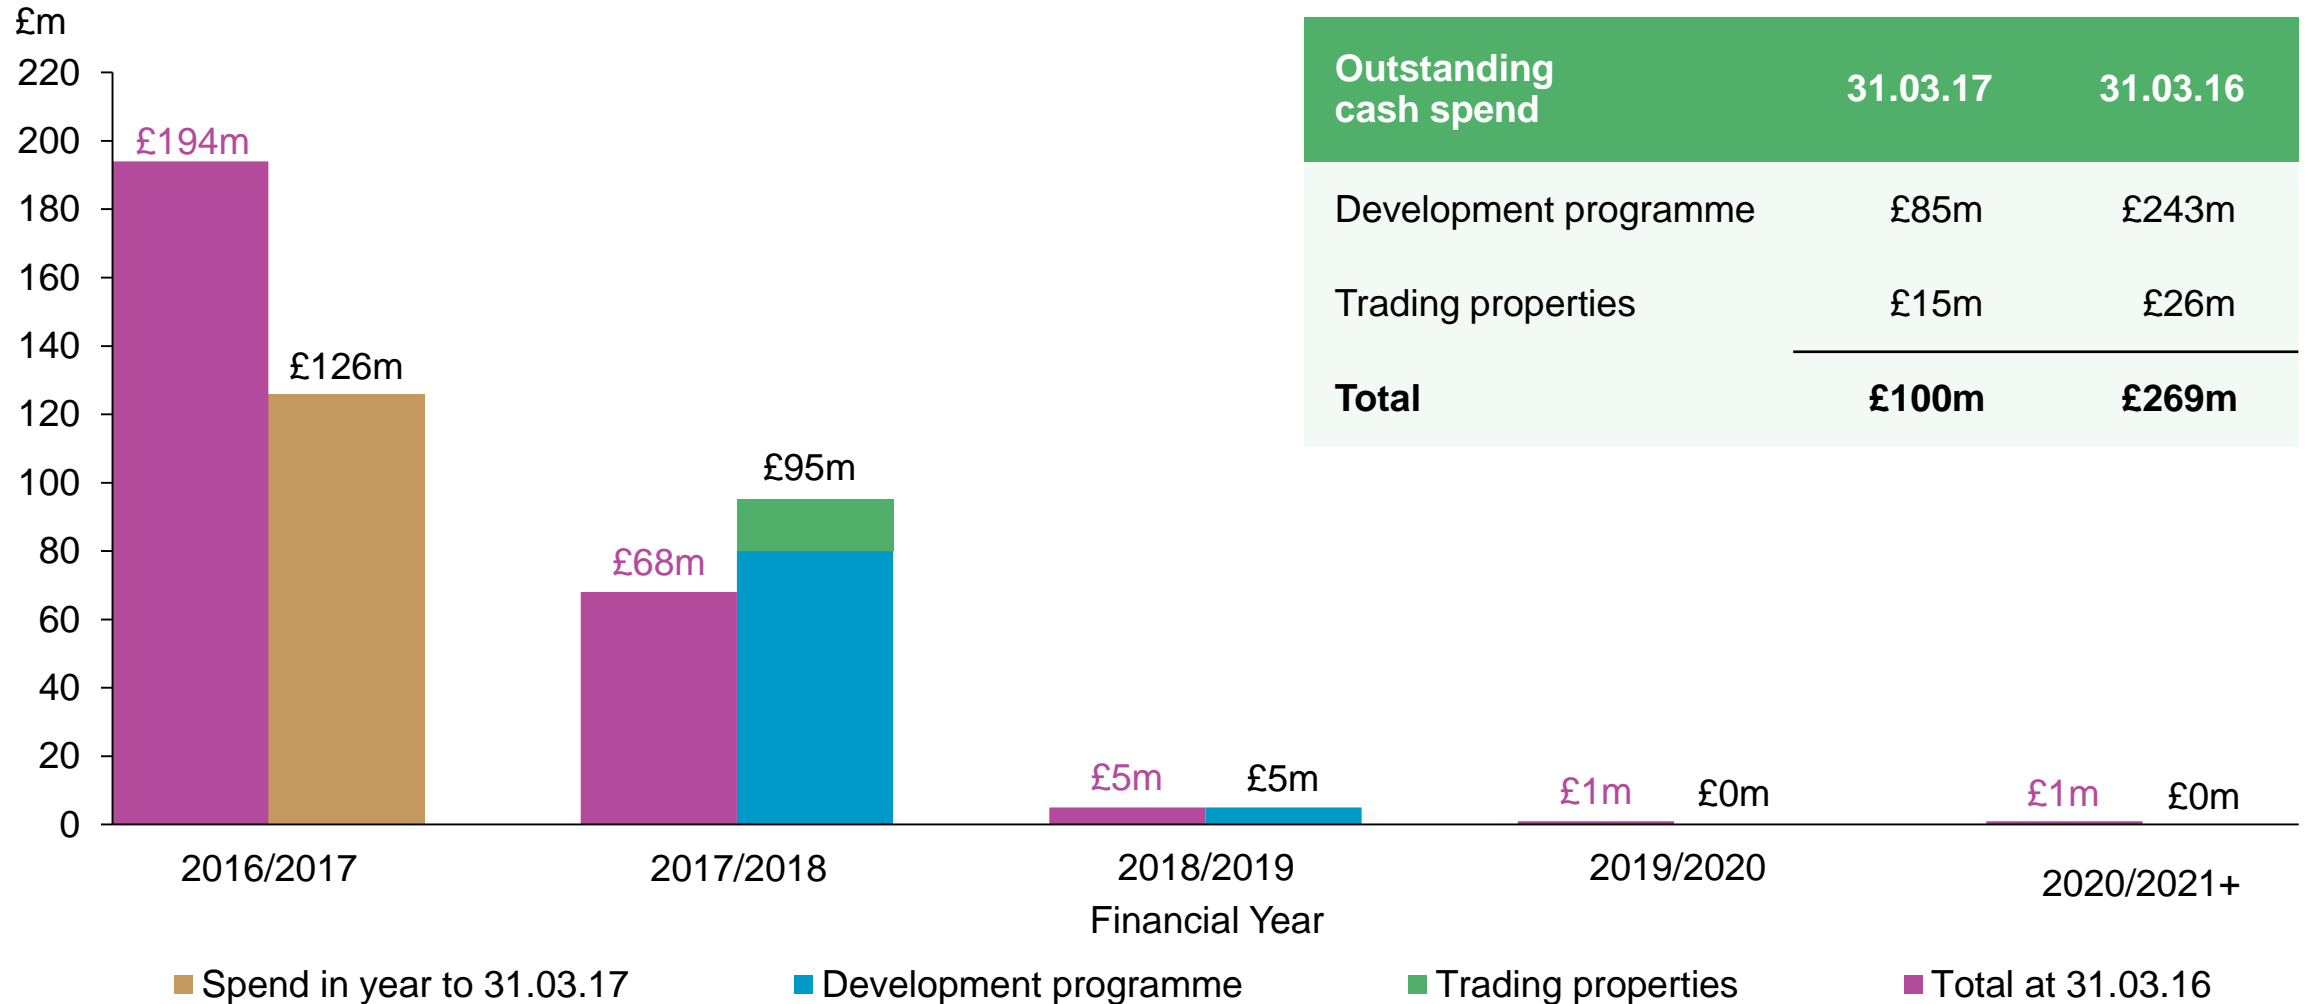 £m
220
200
180
160
140
120
100
80
60
40
20
0
£194m
£126m
£68m
£95m
£5m
£5m
£1m
£0m
£1m
£0m
2016/2017
2017/2018
2018/2019
2019/2020
2020/2021+
Financial Year
Spend in year to 31.03.17
Development programme
Trading properties
Total at 31.03.16
Outstanding
cash spend
31.03.17
31.03.16
Development programme £85m £243m
Trading properties £15m £26m
Total £100m £269m